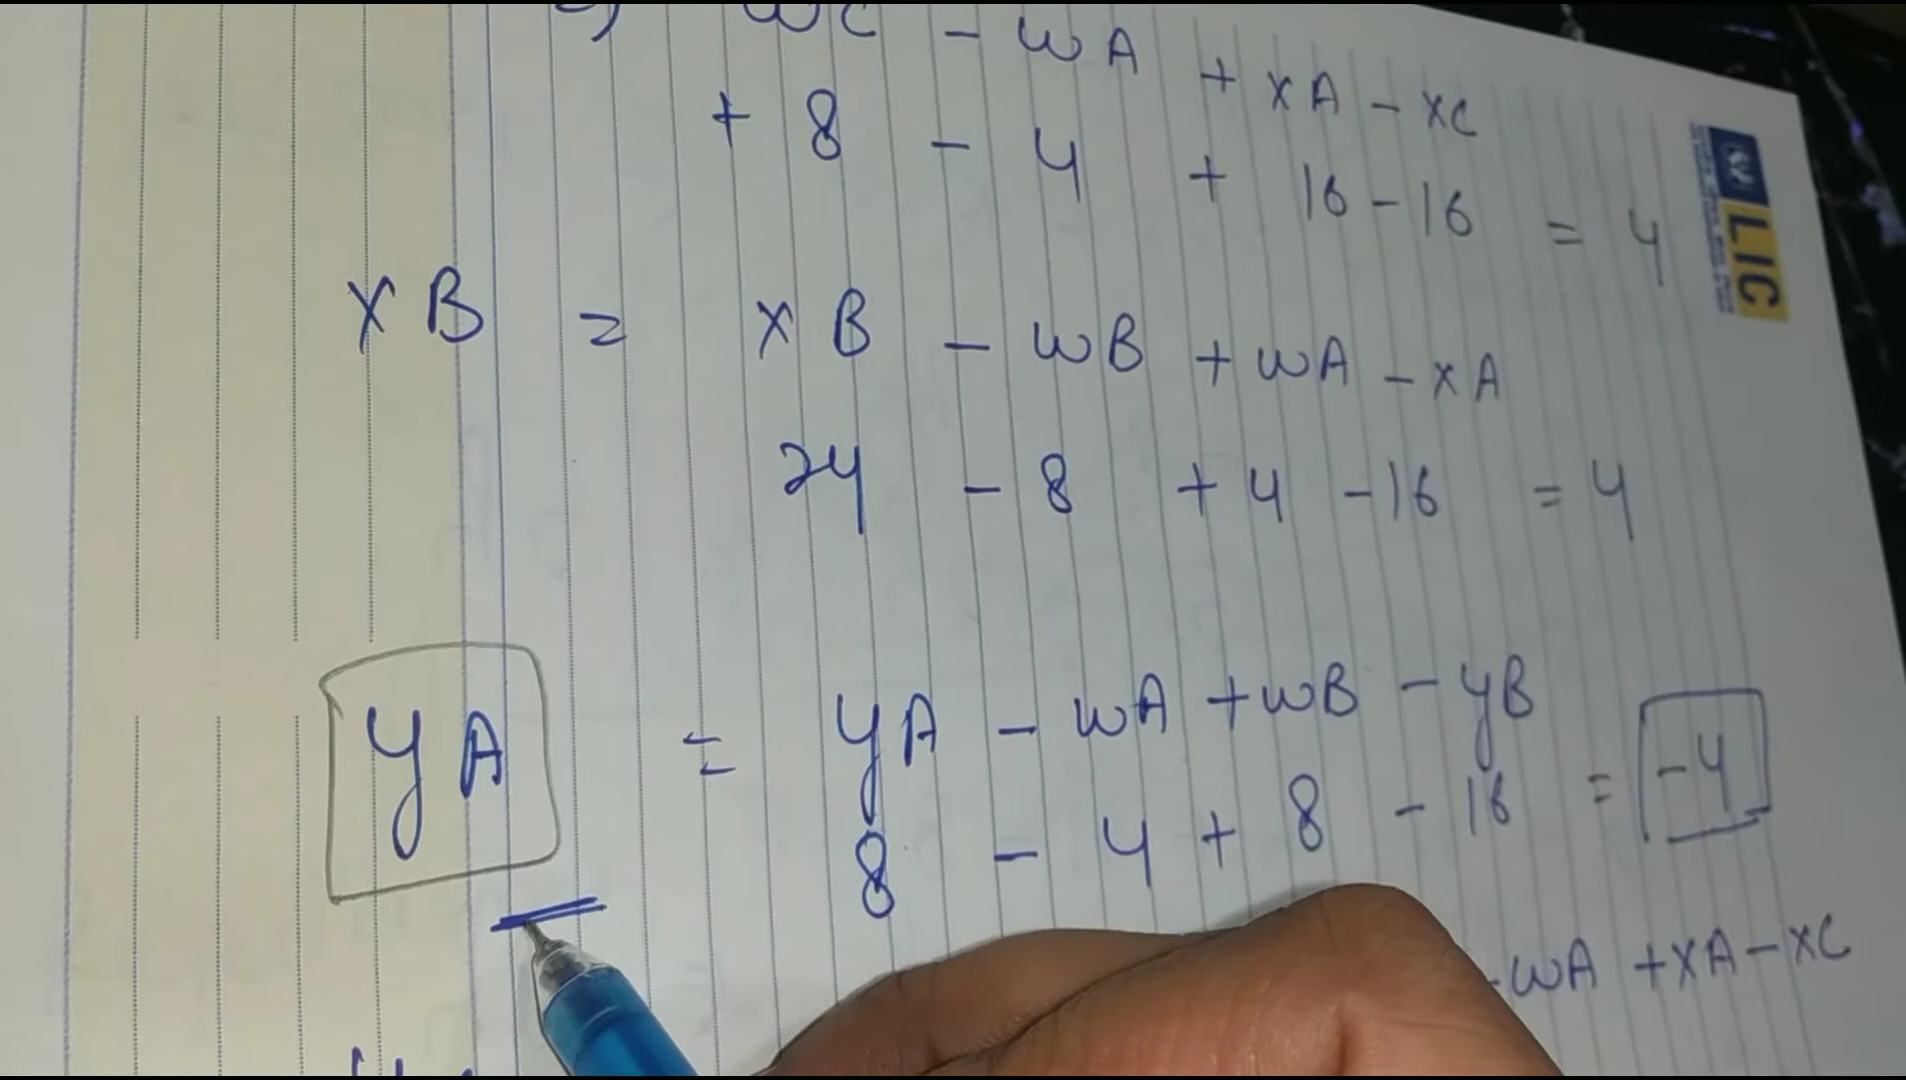 WC - WA + XA - XC
+ 8 - 4 + 16 - 16 = 4
XB = XB - WB + WA - XA
24 - 8 + 4 - 16 = 4
YA = YA - WA + WB - YB
8 - 4 + 8 - 16 = -4
- WA + XA - XC
LIC